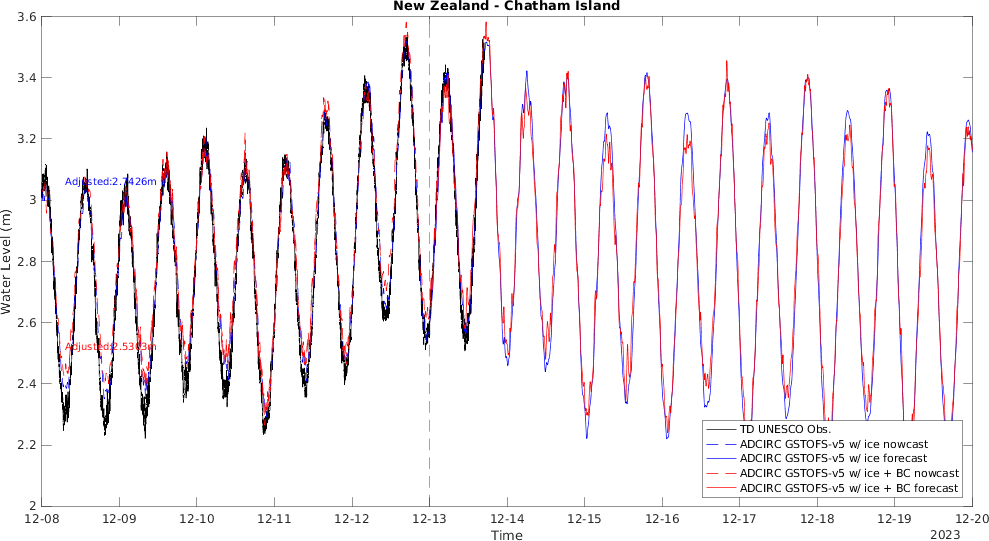 New Zealand - Chatham Island
3.6
3.4
3.2
3
2.8
2.6
2.4
2.2
2
Water Level (m)
Adjusted:2.7426m
Adjusted:2.5303m
TD UNESCO Obs.
ADCIRC GSTOFS-v5 w/ ice nowcast
ADCIRC GSTOFS-v5 w/ ice forecast
ADCIRC GSTOFS-v5 w/ ice + BC nowcast
ADCIRC GSTOFS-v5 w/ ice + BC forecast
12-08 12-09 12-10 12-11 12-12 12-13 12-14 12-15 12-16 12-17 12-18 12-19 12-20
Time
2023